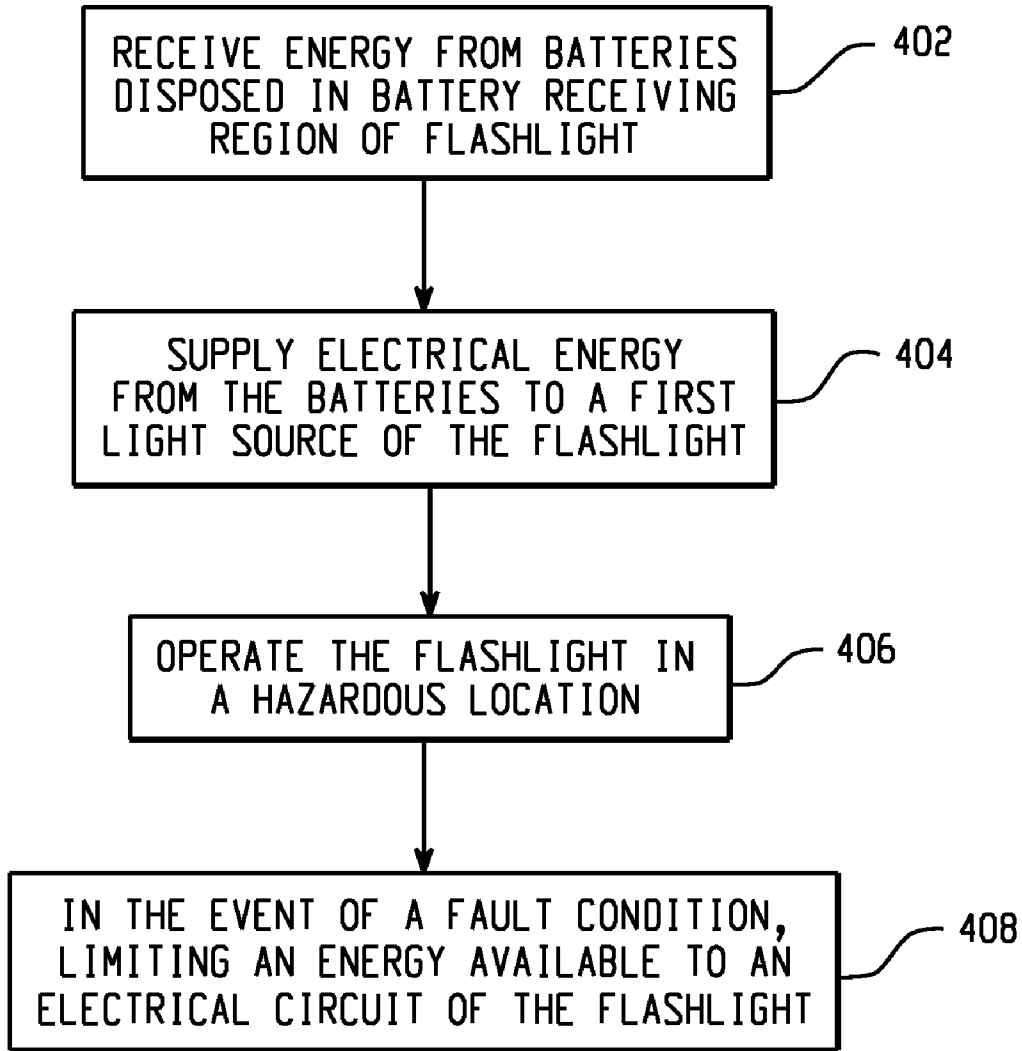 RECEIVE ENERGY FROM BATTERIES
DISPOSED IN BATTERY RECEIVING
REGION OF FLASHLIGHT
402
SUPPLY ELECTRICAL ENERGY
FROM THE BATTERIES TO A FIRST
LIGHT SOURCE OF THE FLASHLIGHT
404
OPERATE THE FLASHLIGHT IN
A HAZARDOUS LOCATION
406
IN THE EVENT OF A FAULT CONDITION,
LIMITING AN ENERGY AVAILABLE TO AN
ELECTRICAL CIRCUIT OF THE FLASHLIGHT
408